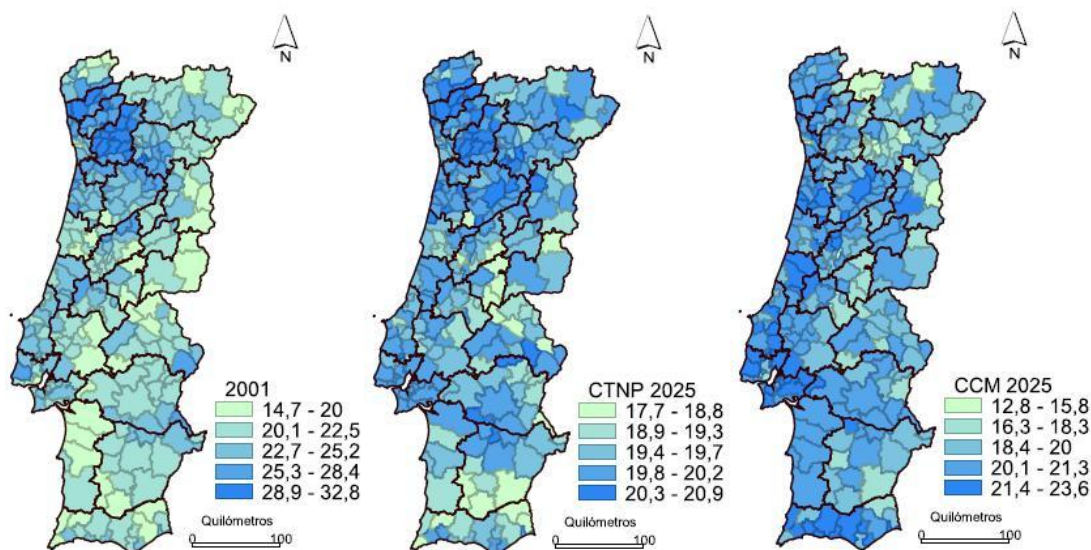 N
N
N
2001
14,7 - 20
20,1 - 22,5
22,7 - 25,2
25,3 - 28,4
28,9 - 32,8
Quilómetros
0 100
CTNP 2025
17,7 - 18,8
18,9 - 19,3
19,4 - 19,7
19,8 - 20,2
20,3 - 20,9
Quilómetros
0 100
CCM 2025
12,8 - 15,8
16,3 - 18,3
18,4 - 20
20,1 - 21,3
21,4 - 23,6
Quilómetros
0 100